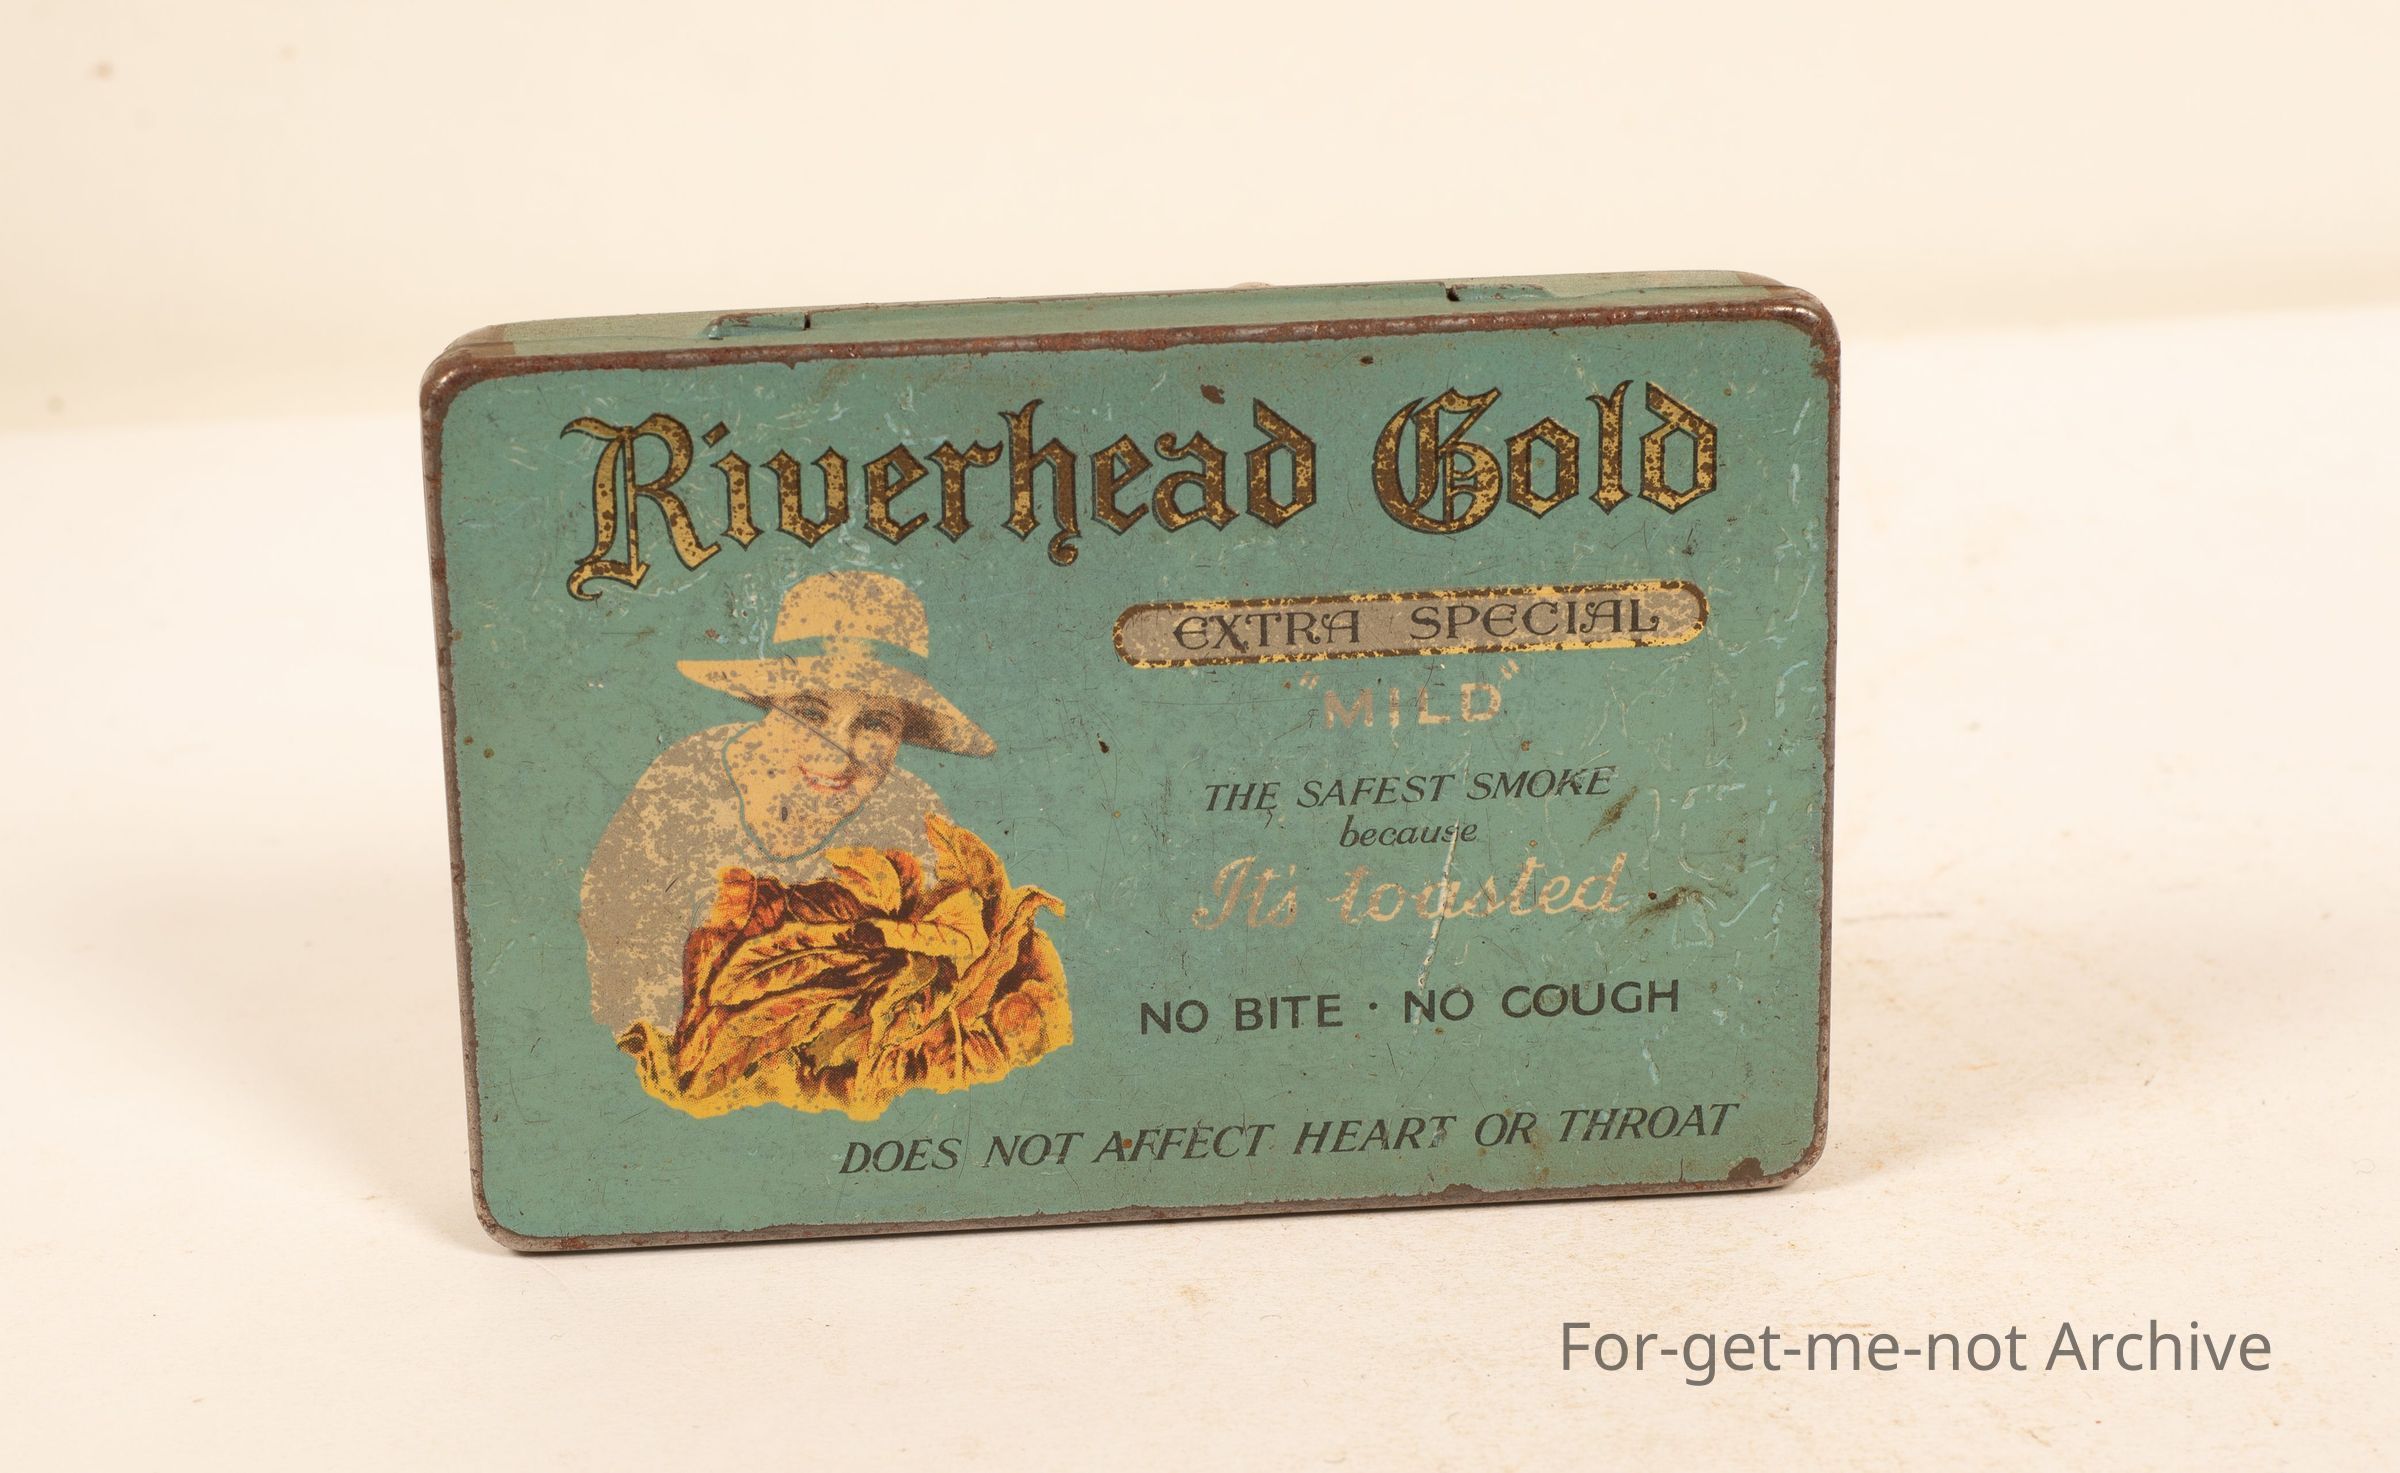 Riverhead Gold
EXTRA SPECIAL
"MILD"
THE SAFEST SMOKE
because
It's toasted
NO BITE · NO COUGH
DOES NOT AFFECT HEART OR THROAT
For-get-me-not Archive